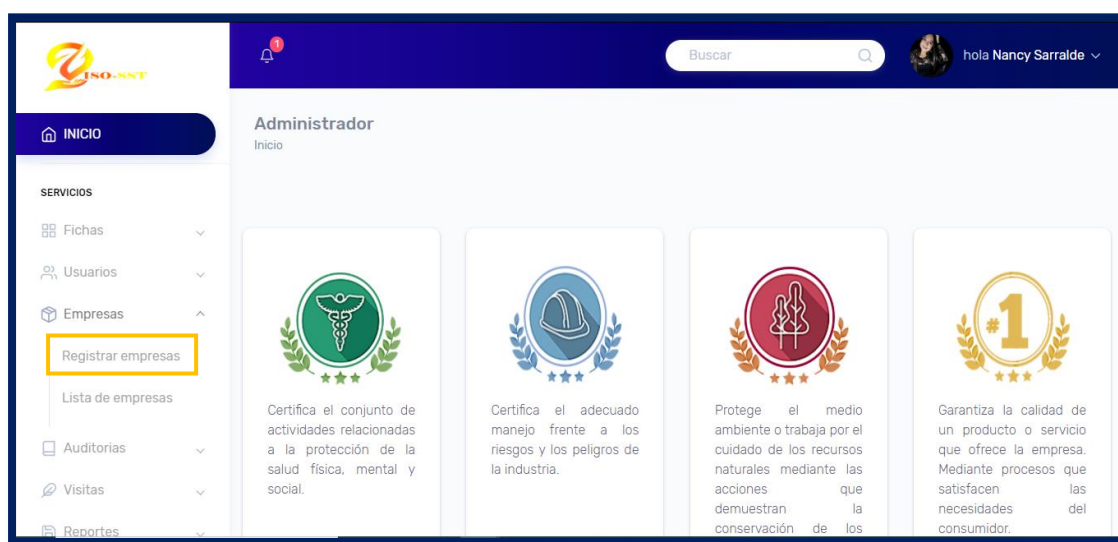 ISO-SST
1
Buscar
hola Nancy Sarralde
INICIO
Administrador
Inicio
SERVICIOS
Fichas
Usuarios
Empresas
Registrar empresas
Lista de empresas
Auditorias
Visitas
Reportes
Certifica el conjunto de
actividades relacionadas
a la protección de la
salud física, mental y
social.
Certifica el adecuado
manejo frente a los
riesgos y los peligros de
la industria.
Protege el medio
ambiente o trabaja por el
cuidado de los recursos
naturales mediante las
acciones que
demuestran la
conservación de los
#1
Garantiza la calidad de
un producto o servicio
que ofrece la empresa.
Mediante procesos que
satisfacen las
necesidades del
consumidor.